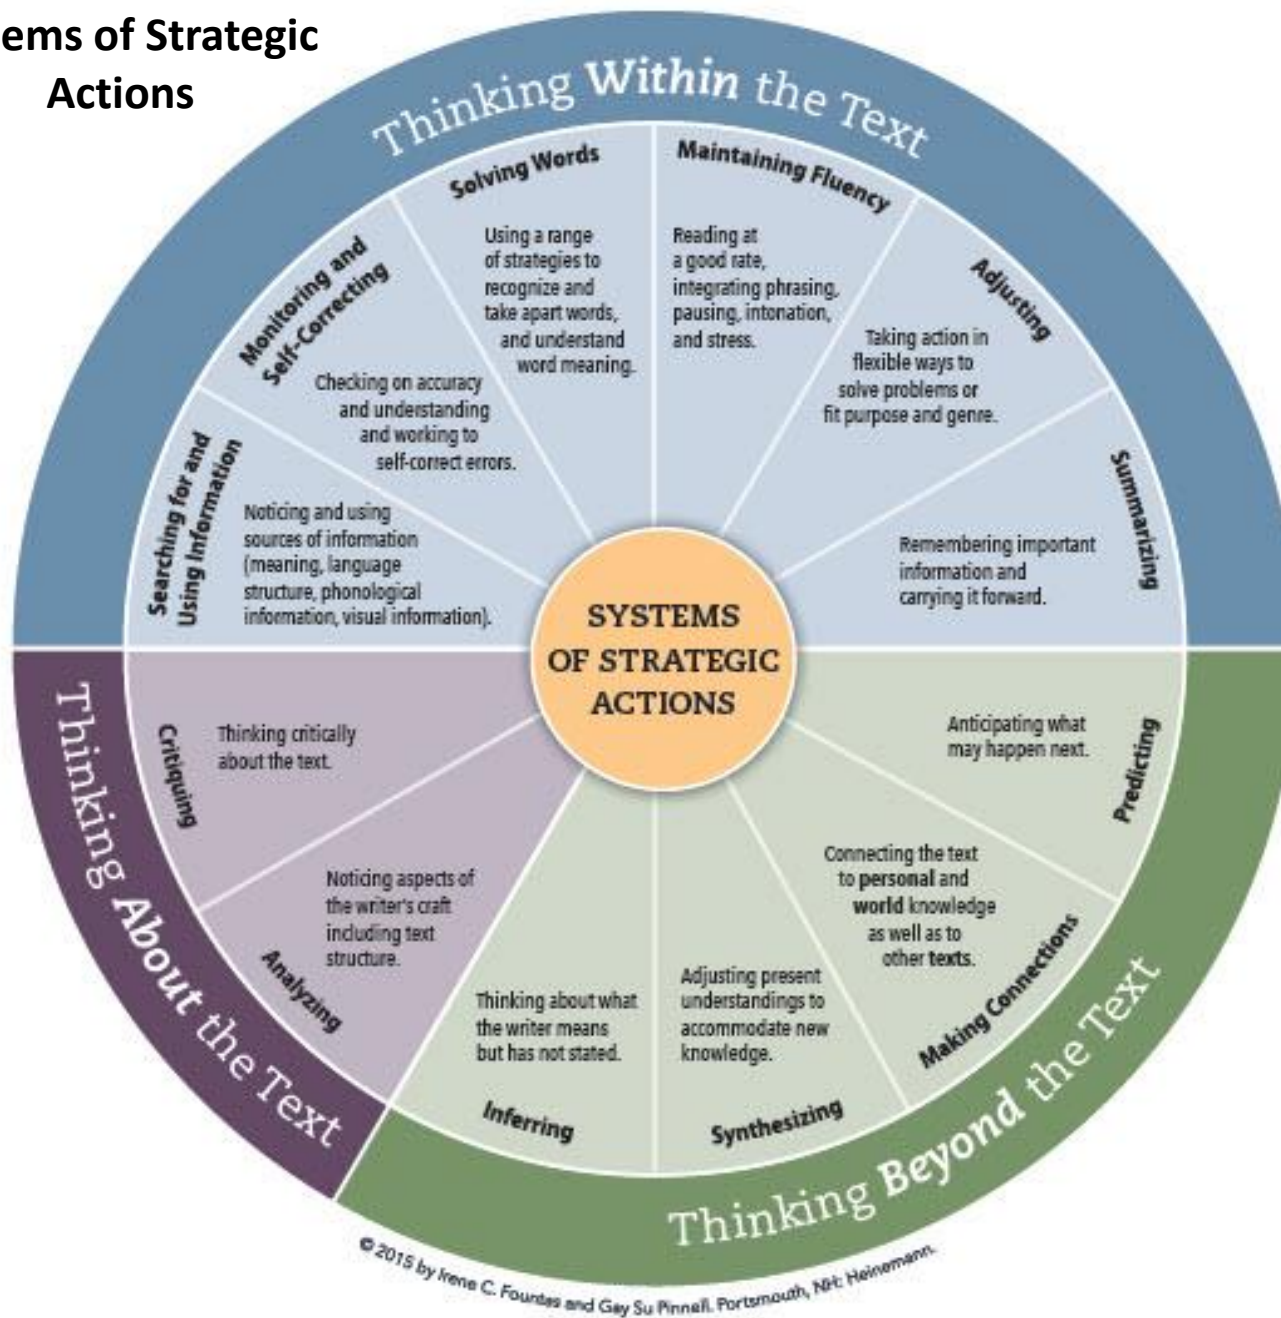 ems of Strategic
Actions
Thinking Within the Text
Searching for and
Using Information
Noticing and using
sources of information
(meaning, language
structure, phonological
information, visual information).
Monitoring and
Self-Correcting
Checking on accuracy
and understanding
and working to
self-correct errors.
Solving Words
Using a range
of strategies to
recognize and
take apart words,
and understand
word meaning.
Maintaining Fluency
Reading at
a good rate,
integrating phrasing,
pausing, intonation,
and stress.
Adjusting
Taking action in
flexible ways to
solve problems or
fit purpose and genre.
Summarizing
Remembering important
information and
carrying it forward.
SYSTEMS
OF STRATEGIC
ACTIONS
Thinking Beyond the Text
Predicting
Anticipating what
may happen next.
Making Connections
Connecting the text
to personal and
world knowledge
as well as to
other texts.
Synthesizing
Adjusting present
understandings to
accommodate new
knowledge.
Inferring
Thinking about what
the writer means
but has not stated.
Thinking About the Text
Analyzing
Noticing aspects of
the writer's craft
including text
structure.
Critiquing
Thinking critically
about the text.
© 2015 by Irene C. Fountas and Gay Su Pinnell. Portsmouth, NH: Heinemann.